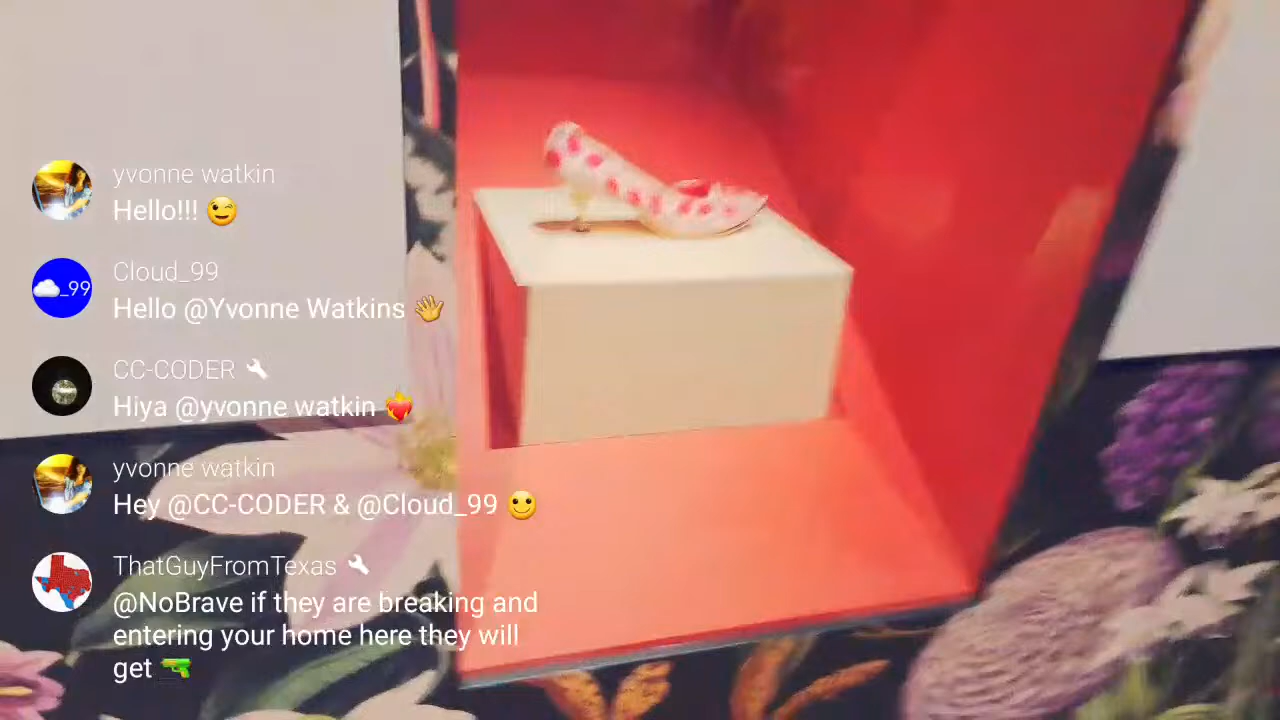 yvonne watkin
Hello!!! 😉
_99
Cloud_99
Hello @Yvonne Watkins 👋
CC-CODER 🔧
Hiya @yvonne watkin ❤️‍🔥
yvonne watkin
Hey @CC-CODER & @Cloud_99 🙂
ThatGuyFromTexas 🔧
@NoBrave if they are breaking and
entering your home here they will
get 🔫